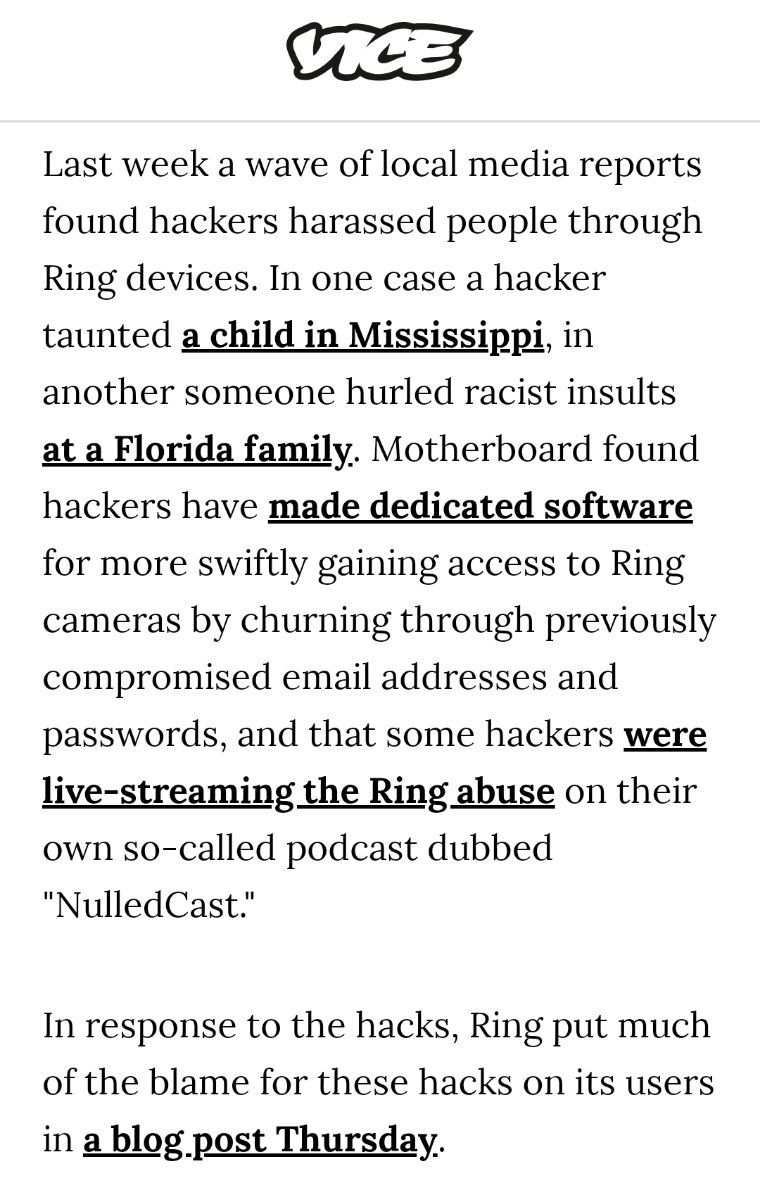 VICE
Last week a wave of local media reports
found hackers harassed people through
Ring devices. In one case a hacker
taunted a child in Mississippi, in
another someone hurled racist insults
at a Florida family. Motherboard found
hackers have made dedicated software
for more swiftly gaining access to Ring
cameras by churning through previously
compromised email addresses and
passwords, and that some hackers were
live-streaming the Ring abuse on their
own so-called podcast dubbed
"NulledCast."
In response to the hacks, Ring put much
of the blame for these hacks on its users
in a blog post Thursday.